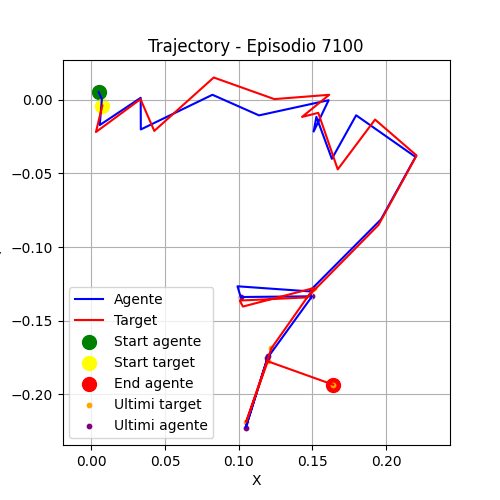 Trajectory - Episodio 7100
0.00
−0.05
−0.10
−0.15
−0.20
Agente
Target
Start agente
Start target
End agente
Ultimi target
Ultimi agente
0.00 0.05 0.10 0.15 0.20
X